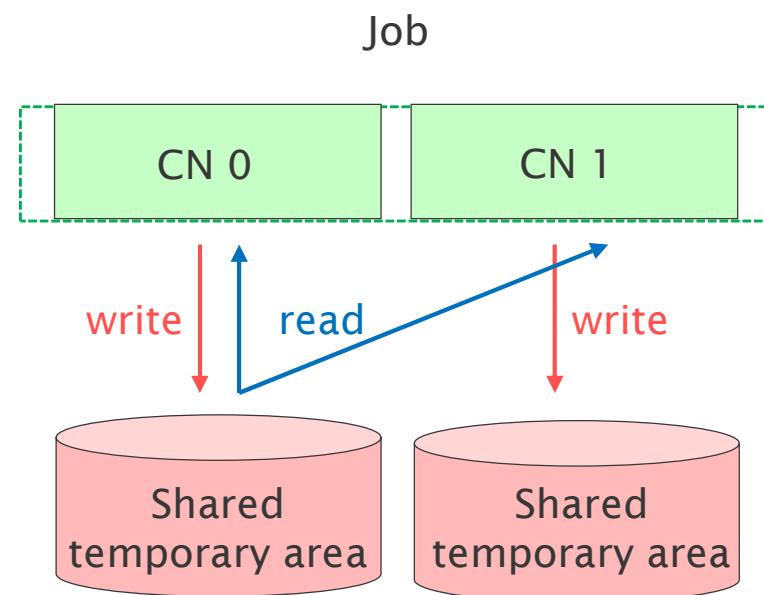 Job
CN 0
CN 1
write
read
write
Shared
temporary area
Shared
temporary area